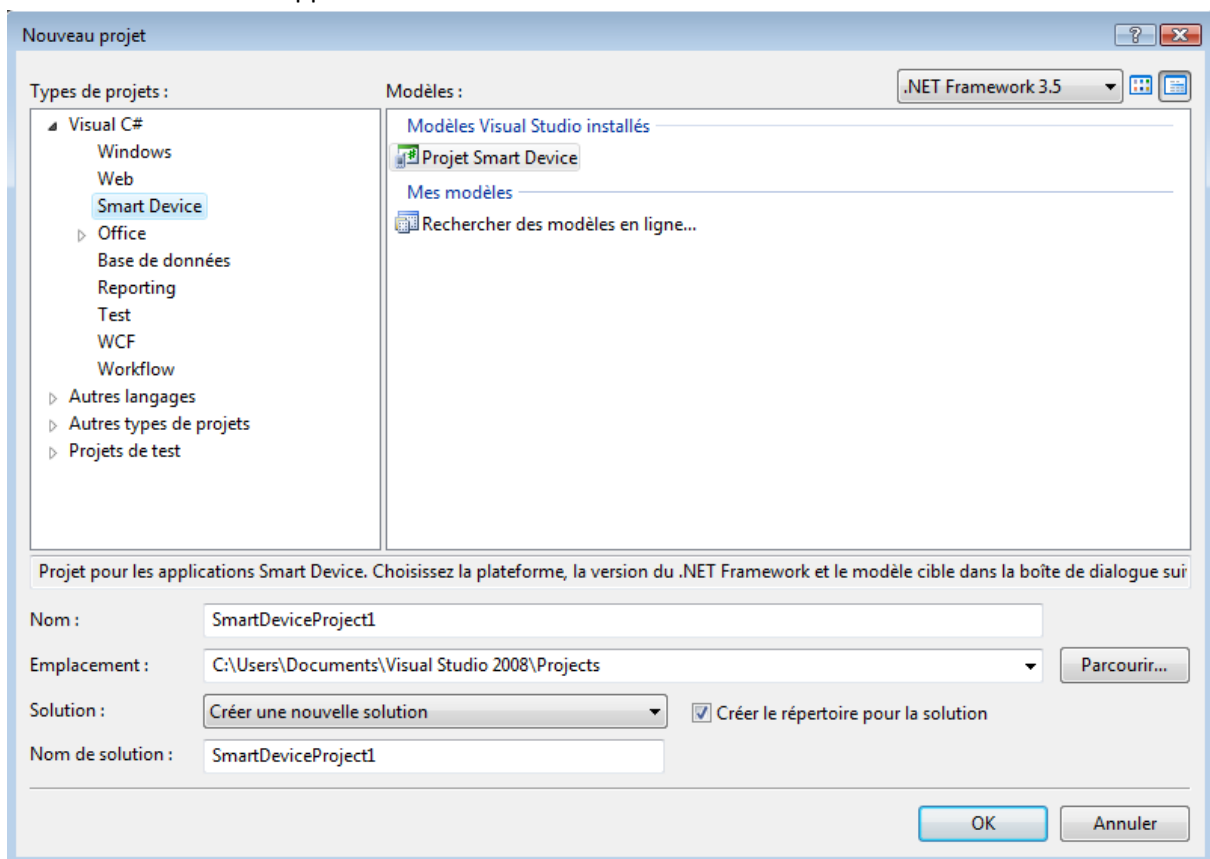 Nouveau projet
Types de projets :
Modèles :
.NET Framework 3.5
Visual C#
Windows
Web
Smart Device
Office
Base de données
Reporting
Test
WCF
Workflow
Autres langages
Autres types de projets
Projets de test
Modèles Visual Studio installés
Projet Smart Device
Mes modèles
Rechercher des modèles en ligne...
Projet pour les applications Smart Device. Choisissez la plateforme, la version du .NET Framework et le modèle cible dans la boîte de dialogue
Nom :
SmartDeviceProject1
Emplacement :
C:\Users\Documents\Visual Studio 2008\Projects
Parcourir...
Solution :
Créer une nouvelle solution
Créer le répertoire pour la solution
Nom de solution :
SmartDeviceProject1
OK
Annuler